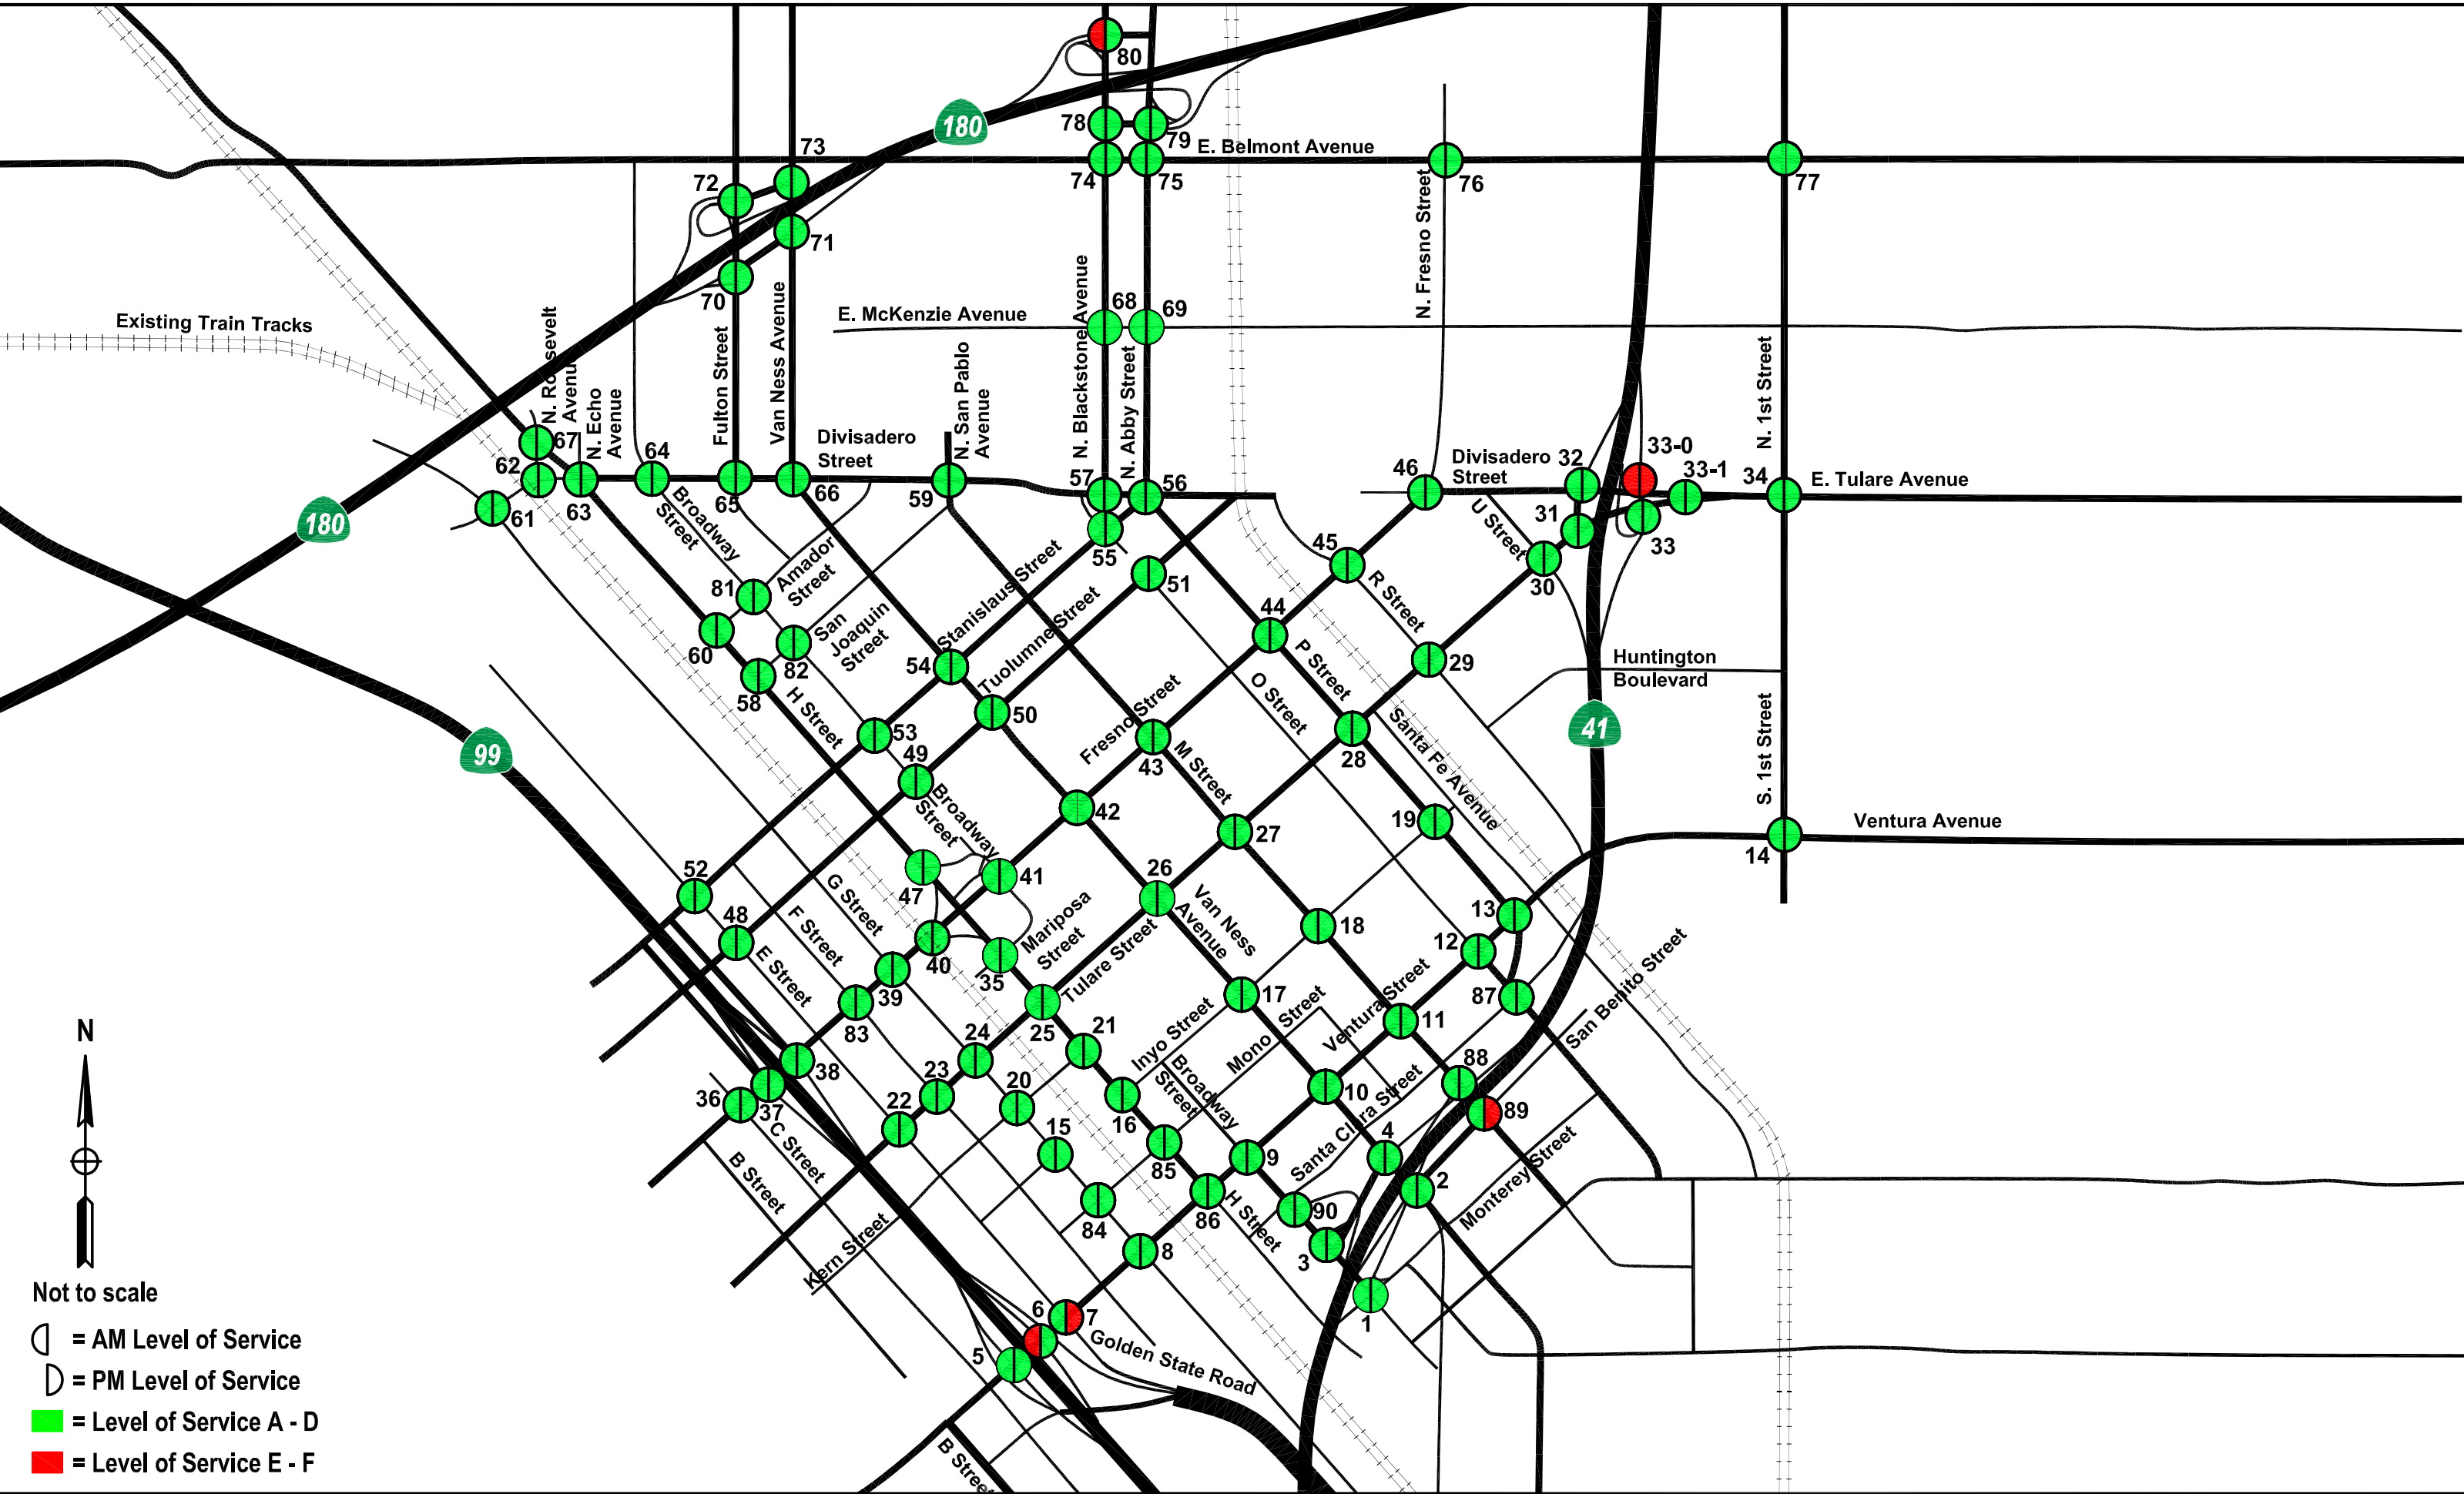 80
180
78
79
73
E. Belmont Avenue
72
74
75
76
77
71
70
N. Fresno Street
N. Blackstone Avenue
68
69
E. McKenzie Avenue
Existing Train Tracks
N. Roosevelt
Avenue
N. Echo
Avenue
Fulton Street
Van Ness Avenue
N. San Pablo
Avenue
N. Abby Street
N. 1st Street
67
62
64
Divisadero
Street
57
56
46
Divisadero
Street
32
33-0
33-1
34
E. Tulare Avenue
61
63
65
66
59
180
Broadway
Street
55
45
U Street
31
33
30
81
Amador
Street
San
Joaquin
Street
Stanislaus Street
51
R Street
60
82
44
54
Tuolumne Street
29
P Street
Huntington
Boulevard
58
H Street
50
O Street
Fresno Street
Santa Fe Avenue
53
49
43
M Street
28
41
99
S. 1st Street
Broadway
Street
42
27
19
Ventura Avenue
14
52
47
41
26
Van Ness
Avenue
G Street
F Street
48
Mariposa
Street
18
13
12
40
35
Tulare Street
E Street
39
83
17
87
San Benito Street
25
21
Inyo Street
Mono Street
Ventura Street
11
24
N
38
23
20
Broadway
Street
88
36
37
22
16
10
89
C Street
15
Santa Clara Street
4
B Street
85
9
2
Monterey Street
Kern Street
84
86
H Street
90
8
3
1
Not to scale
6
7
Golden State Road
= AM Level of Service
5
= PM Level of Service
= Level of Service A - D
= Level of Service E - F
B Street